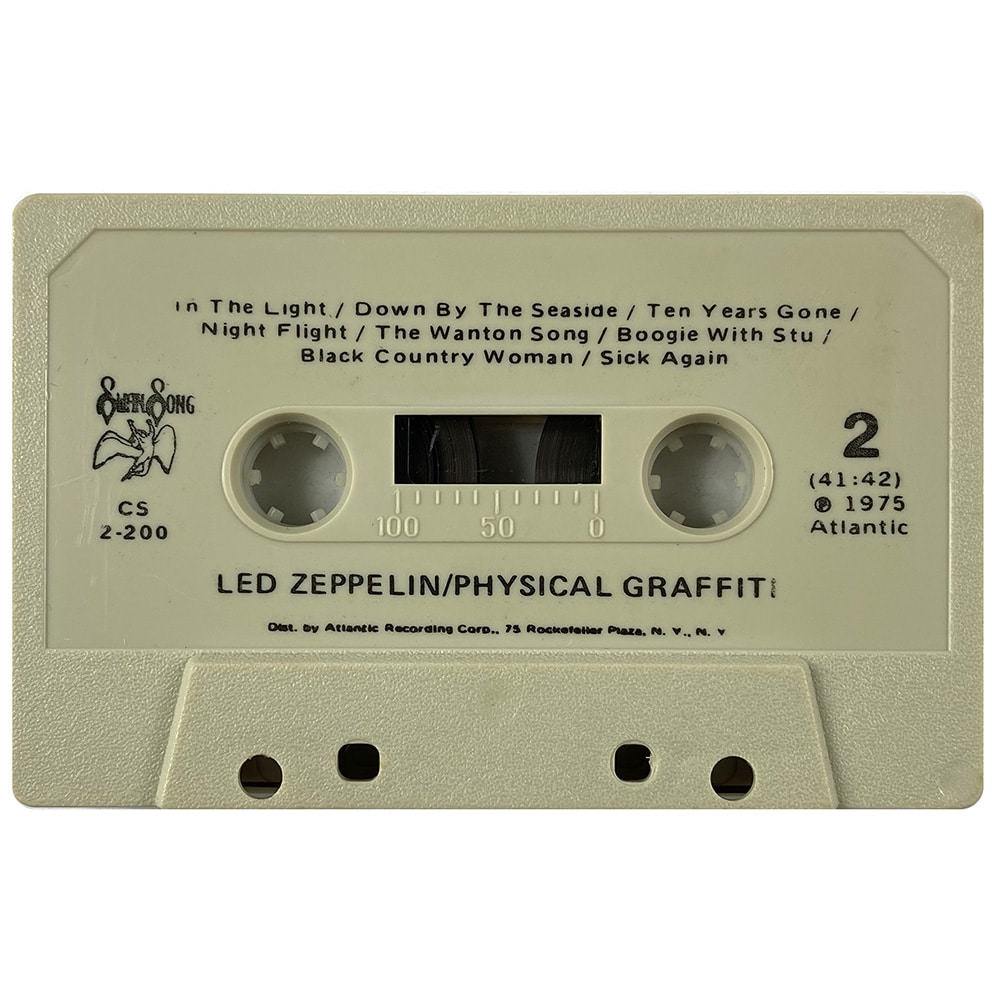 In The Light / Down By The Seaside / Ten Years Gone /
Night Flight / The Wanton Song / Boogie With Stu /
Black Country Woman / Sick Again
Swan Song
CS
2-200
2
(41:42)
℗ 1975
Atlantic
100 50 0
LED ZEPPELIN/PHYSICAL GRAFFITI
Dist. by Atlantic Recording Corp., 75 Rockefeller Plaza, N. Y., N. Y